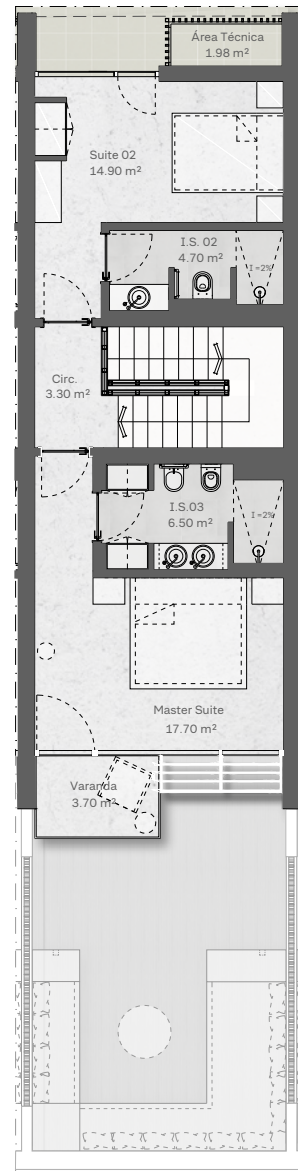 Área Técnica
1.98 m²
Suite 02
14.90 m²
I.S. 02
4.70 m²
I=2%
Circ.
3.30 m²
I.S.03
6.50 m²
I=2%
Master Suite
17.70 m²
Varanda
3.70 m²